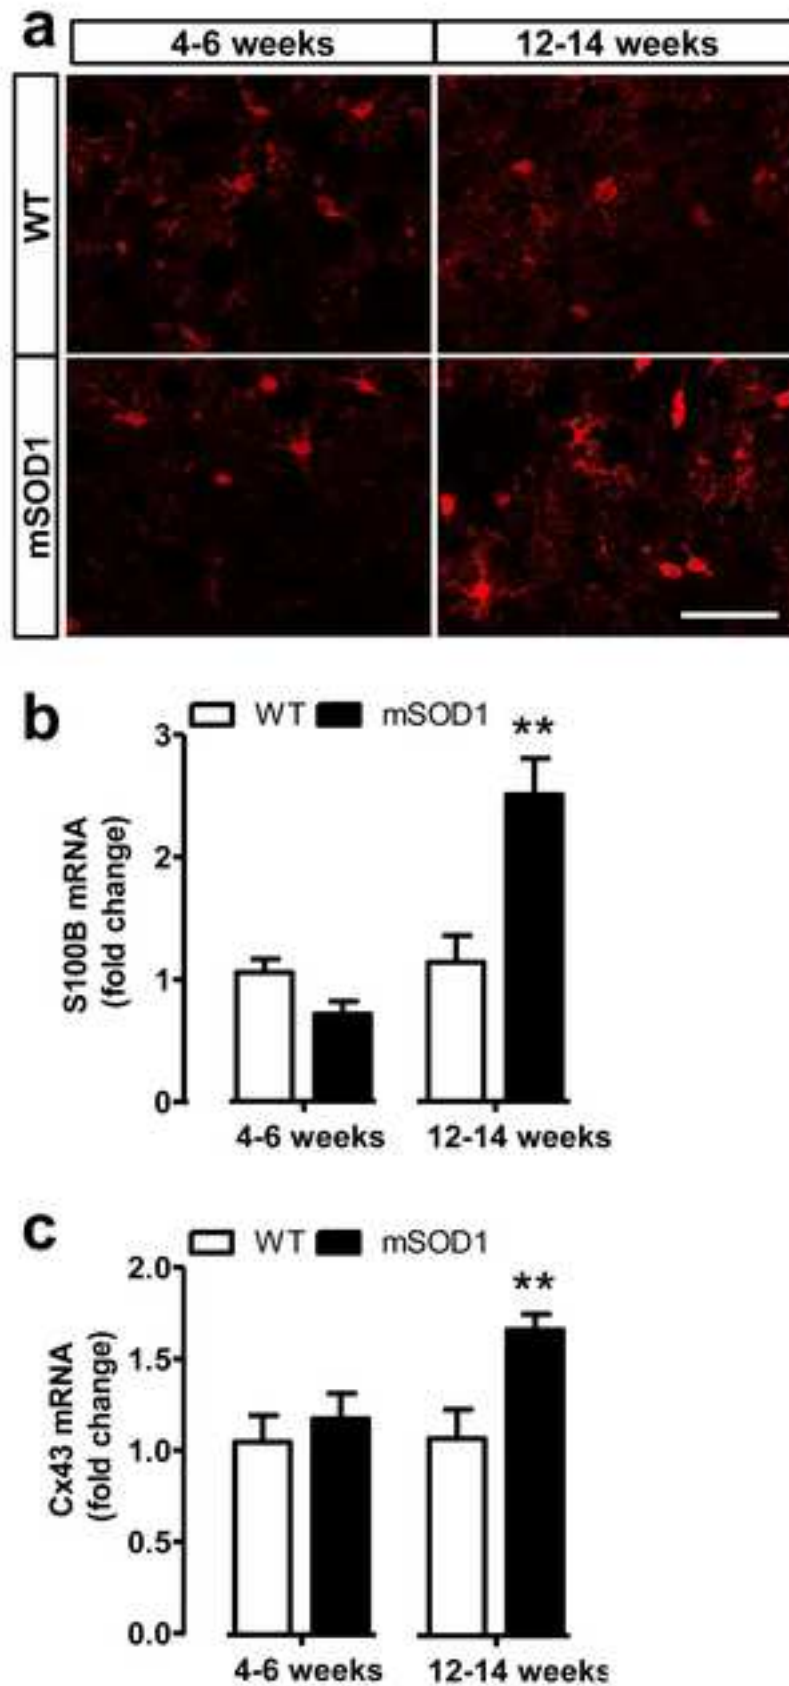 a
4-6 weeks 12-14 weeks
WT
mSOD1
b
WT mSOD1
**
S100B mRNA
(fold change)
3
2
1
0
4-6 weeks 12-14 weeks
c
WT mSOD1
**
Cx43 mRNA
(fold change)
2.0
1.5
1.0
0.5
0.0
4-6 weeks 12-14 weeks